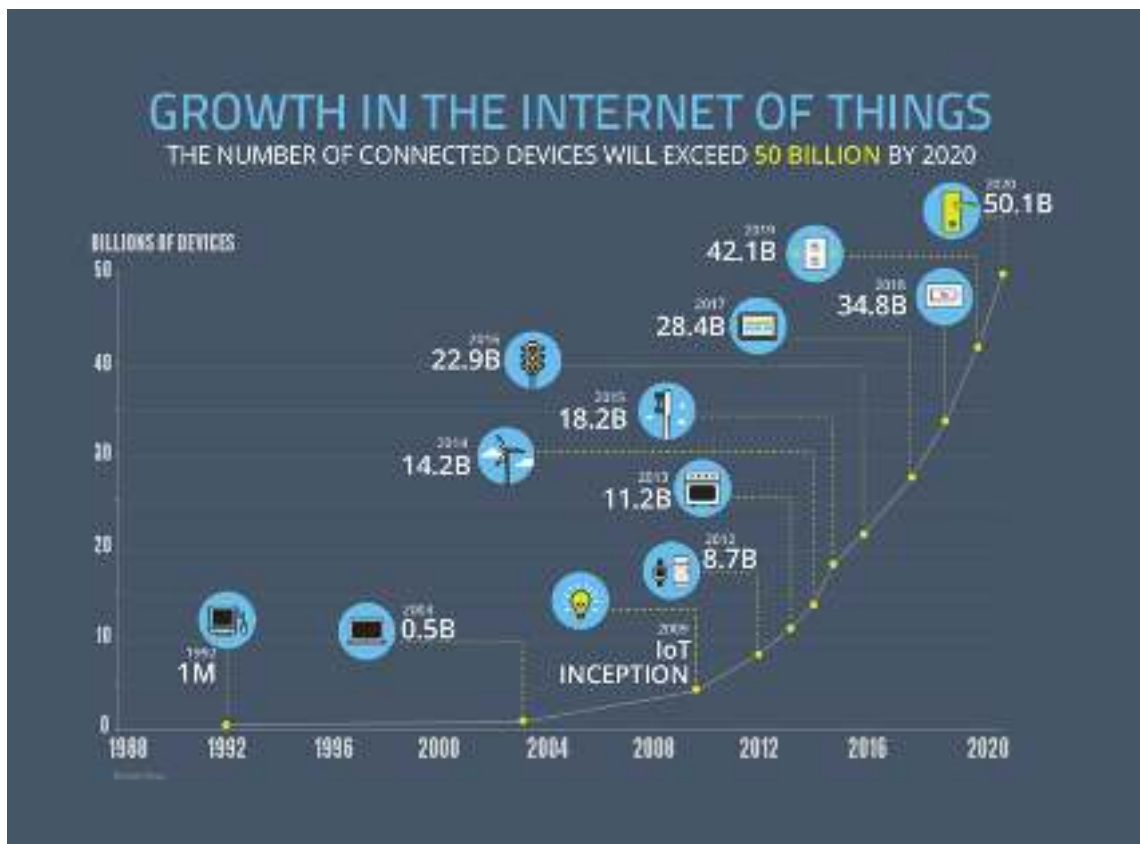 GROWTH IN THE INTERNET OF THINGS
THE NUMBER OF CONNECTED DEVICES WILL EXCEED 50 BILLION BY 2020
2020
50.1B
BILLIONS OF DEVICES
2019
42.1B
50
2018
34.8B
2017
28.4B
2016
22.9B
40
2015
18.2B
2014
14.2B
30
2013
11.2B
20
2012
8.7B
10
0.5B
2009
IoT
INCEPTION
1992
1M
0
1988 1992 1996 2000 2004 2008 2012 2016 2020